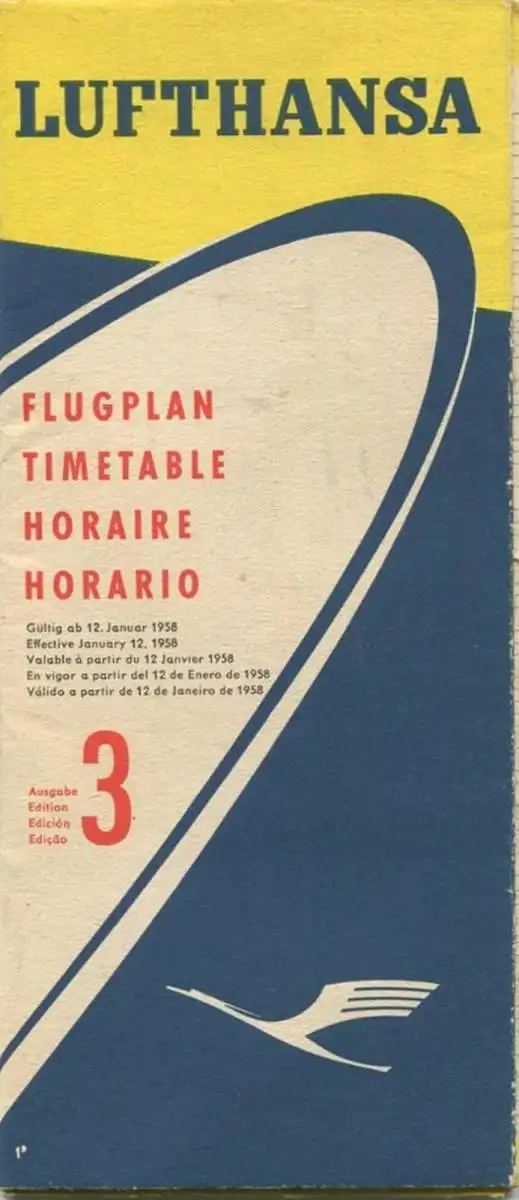 LUFTHANSA
FLUGPLAN
TIMETABLE
HORAIRE
HORARIO
Gültig ab 12. Januar 1958
Effective January 12, 1958
Valable à partir du 12 Janvier 1958
En vigor a partir del 12 de Enero de 1958
Válido a partir de 12 de Janeiro de 1958
Ausgabe
Edition
Edición
Edição
3